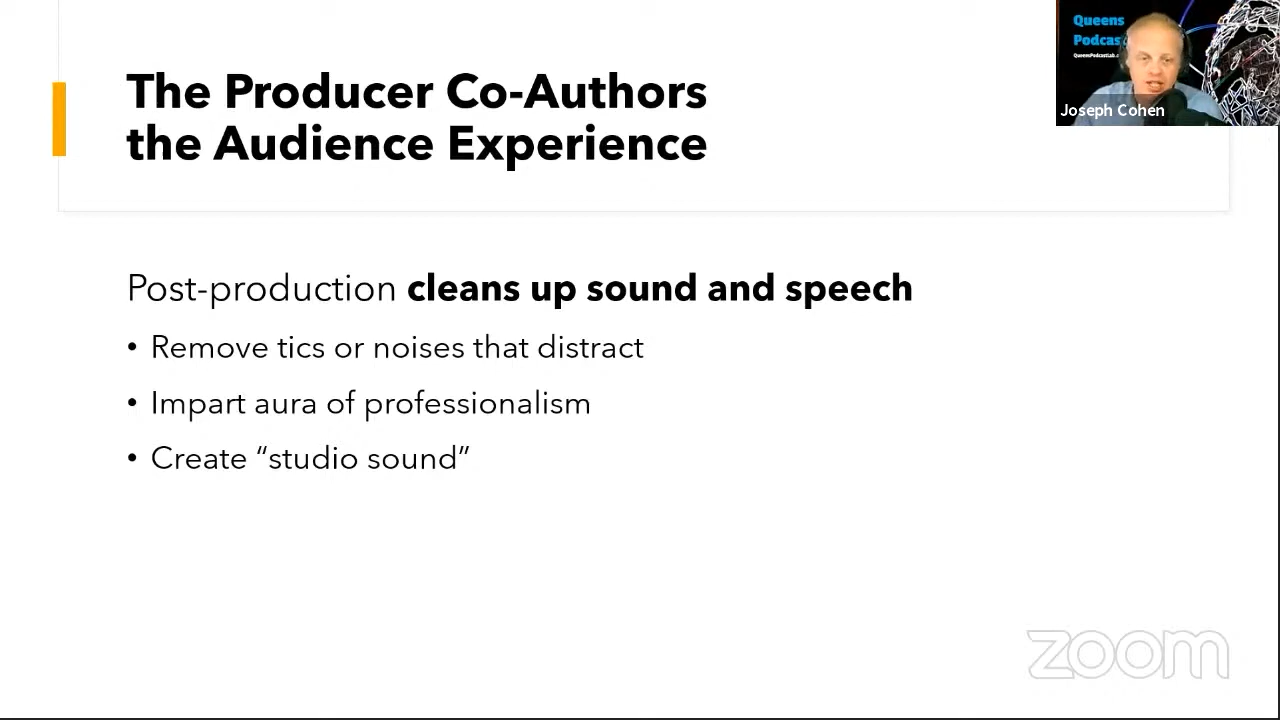 The Producer Co-Authors
the Audience Experience
Queens
Podcas
Joseph Cohen
Post-production cleans up sound and speech
• Remove tics or noises that distract
• Impart aura of professionalism
• Create “studio sound”
zoom